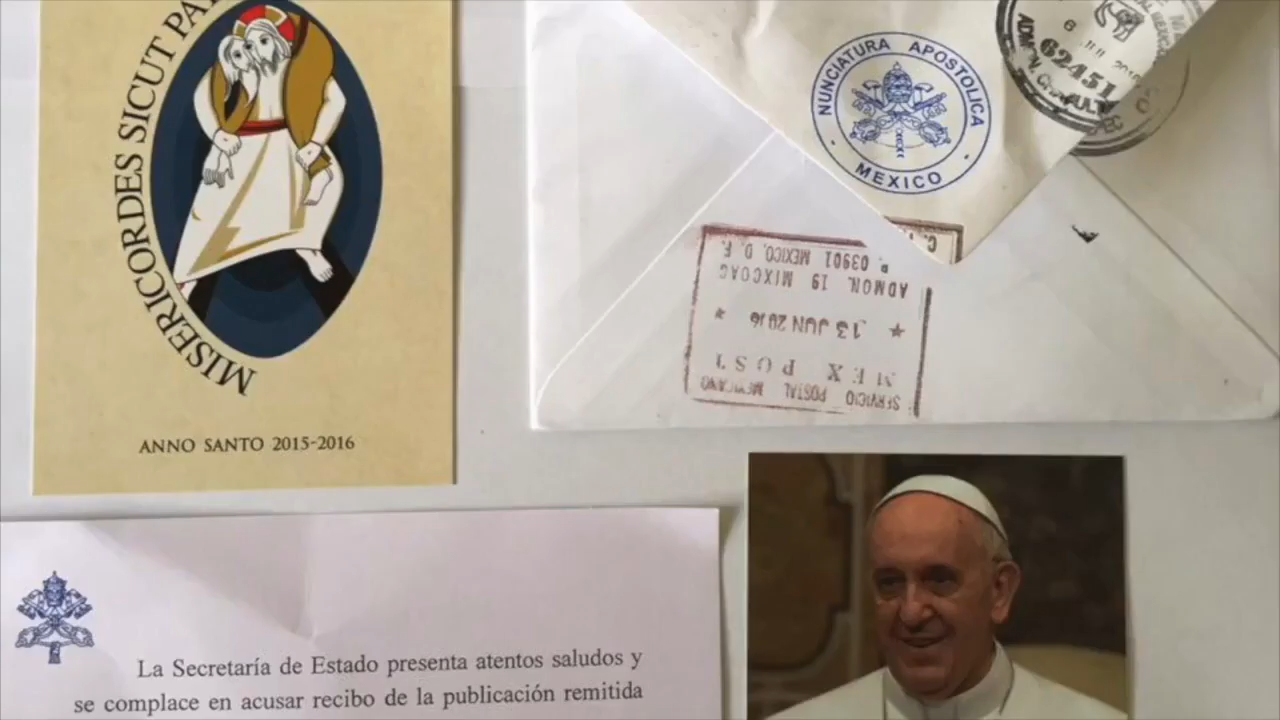 MISERICORDES SICUT PA
ANNO SANTO 2015-2016
NUNCIATURA APOSTOLICA
MEXICO
62451
SERVICIO POSTAL MEXICANO
MEXPOST
13 JUN 2016
ADMON. 19 MIXCOAC
P. 03901 MEXICO, D. F.
La Secretaría de Estado presenta atentos saludos y
se complace en acusar recibo de la publicación remitida